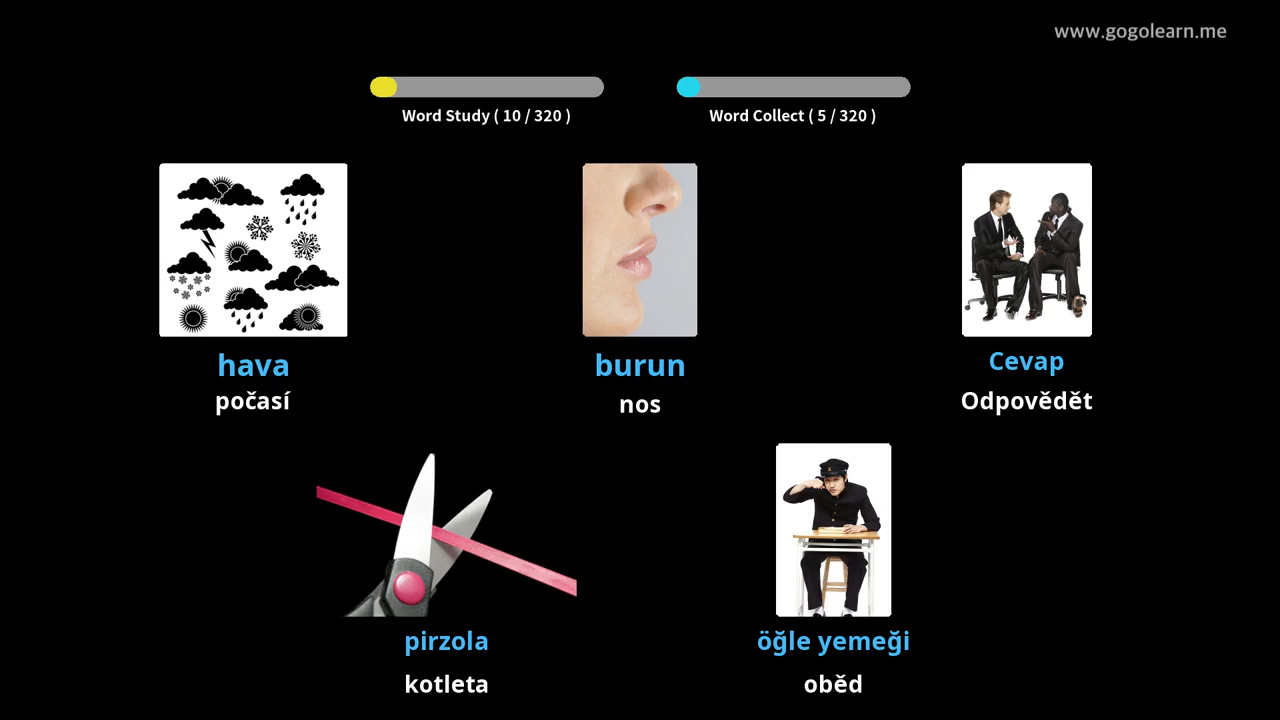 www.gogolearn.me
Word Study ( 10 / 320 )
Word Collect ( 5 / 320 )
hava
počasí
burun
nos
Cevap
Odpovědět
pirzola
kotleta
öğle yemeği
oběd